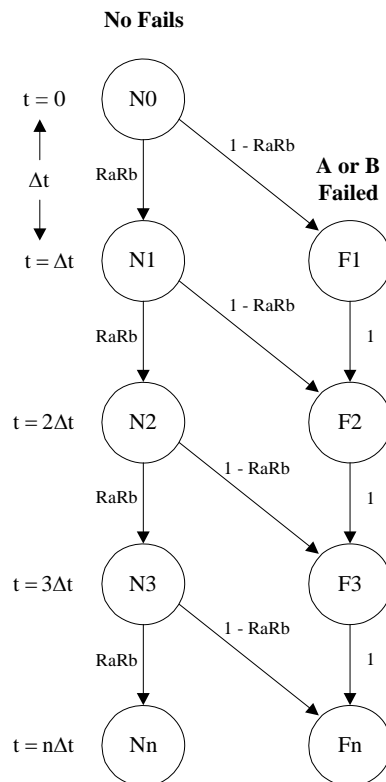 No Fails
t = 0
N0
1 - RaRb
A or B
Failed
RaRb
Δt
t = Δt
N1
F1
1 - RaRb
RaRb
1
t = 2Δt
N2
F2
1 - RaRb
RaRb
1
t = 3Δt
N3
F3
1 - RaRb
RaRb
1
t = nΔt
Nn
Fn